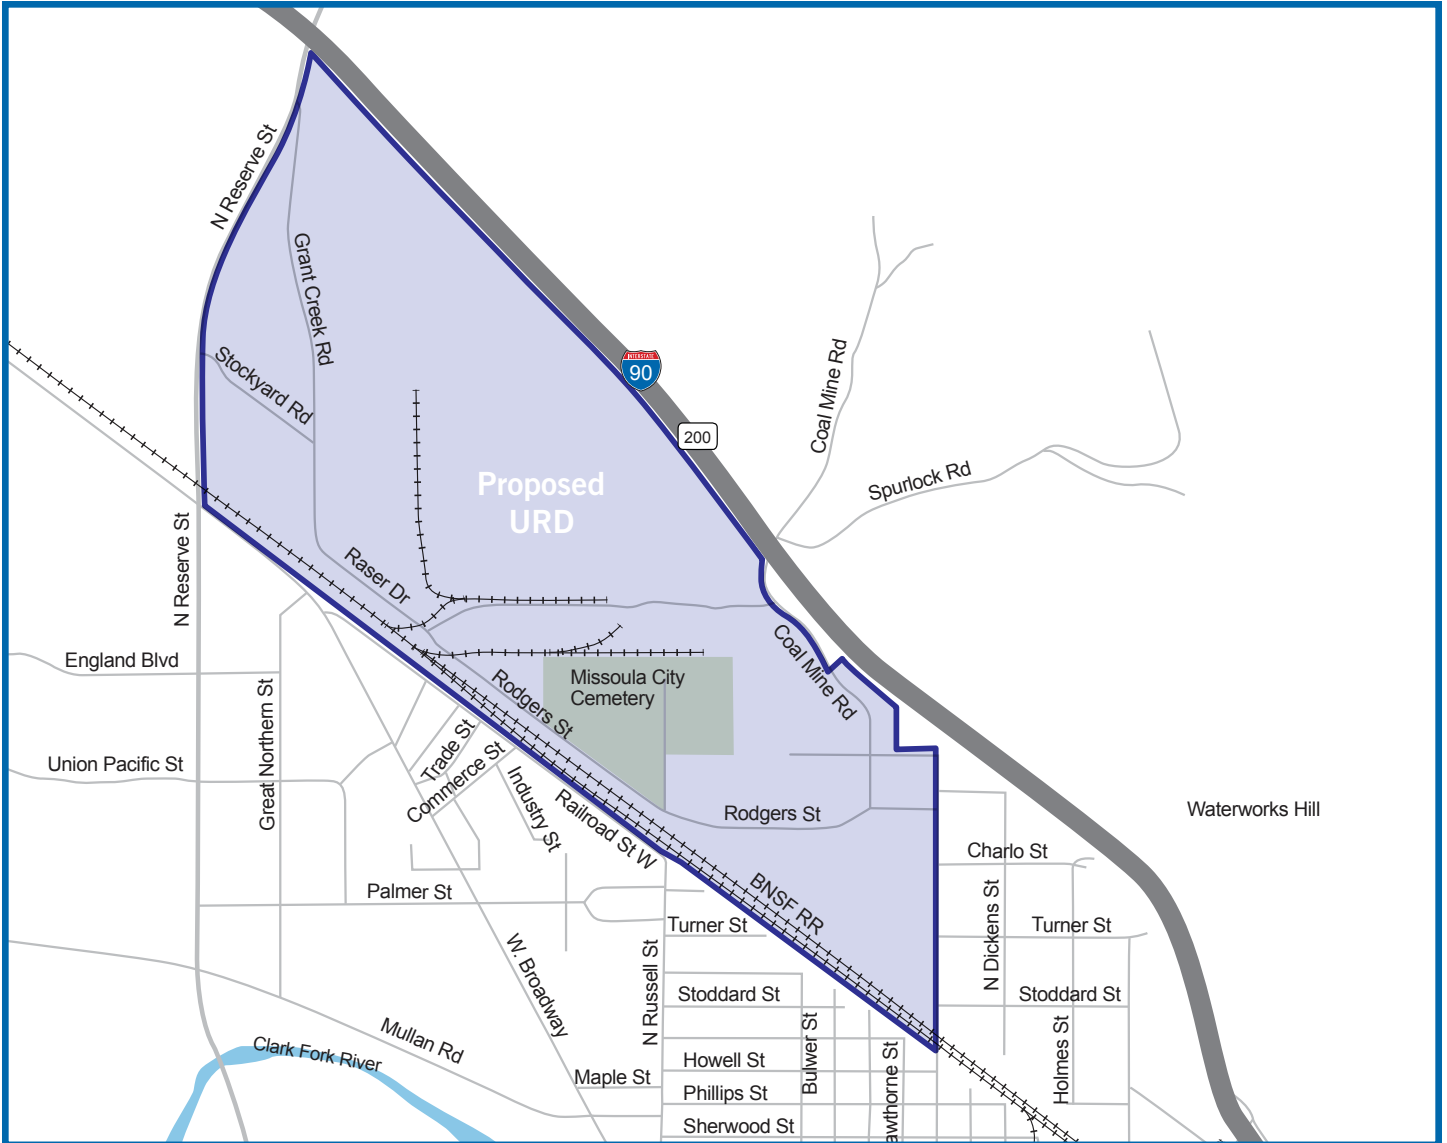 N Reserve St
Grant Creek Rd
Stockyard Rd
INTERSTATE
90
200
Coal Mine Rd
Spurlock Rd
Proposed
URD
N Reserve St
Raser Dr
England Blvd
Missoula City
Cemetery
Coal Mine Rd
Rodgers St
Great Northern St
Union Pacific St
Trade St
Commerce St
Industry St
Railroad St W
Rodgers St
Waterworks Hill
Charlo St
BNSF RR
Palmer St
Turner St
N Dickens St
Turner St
W. Broadway
N Russell St
Stoddard St
Stoddard St
Bulwer St
Mullan Rd
Clark Fork River
Howell St
awthorne St
Holmes St
Maple St
Phillips St
Sherwood St